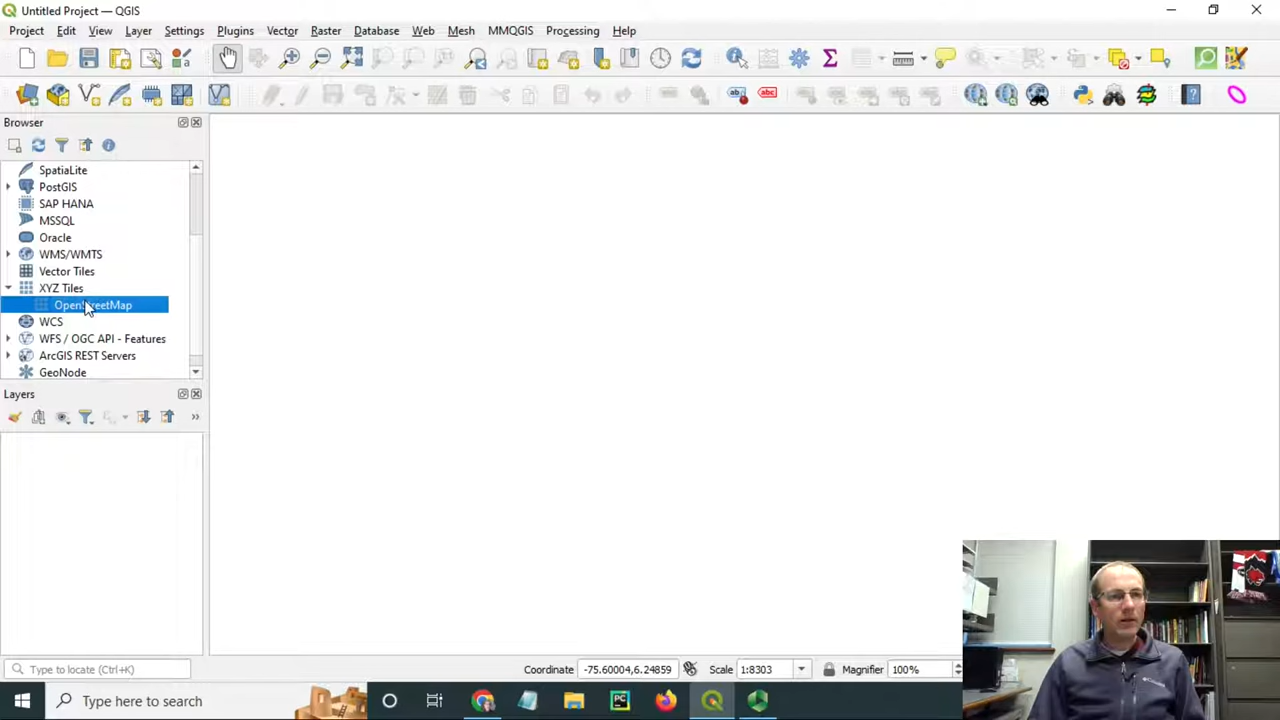 Untitled Project — QGIS
Project Edit View Layer Settings Plugins Vector Raster Database Web Mesh MMQGIS Processing Help
Browser
SpatiaLite
PostGIS
SAP HANA
MSSQL
Oracle
WMS/WMTS
Vector Tiles
XYZ Tiles
OpenStreetMap
WCS
WFS / OGC API - Features
ArcGIS REST Servers
GeoNode
Layers
Type to locate (Ctrl+K)
Coordinate -75.60004,6.24859 Scale 1:8303 Magnifier 100%
Type here to search